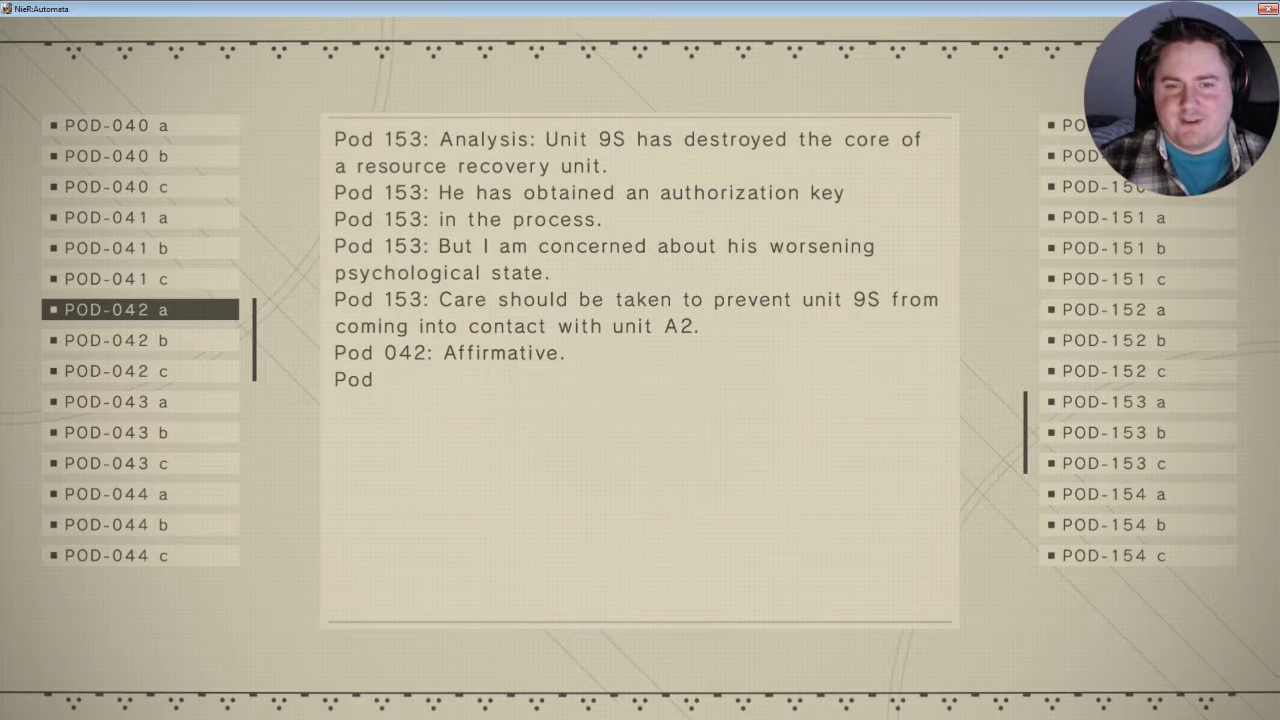 NieR:Automata
POD-040 a
POD-040 b
POD-040 c
POD-041 a
POD-041 b
POD-041 c
POD-042 a
POD-042 b
POD-042 c
POD-043 a
POD-043 b
POD-043 c
POD-044 a
POD-044 b
POD-044 c
Pod 153: Analysis: Unit 9S has destroyed the core of
a resource recovery unit.
Pod 153: He has obtained an authorization key
Pod 153: in the process.
Pod 153: But I am concerned about his worsening
psychological state.
Pod 153: Care should be taken to prevent unit 9S from
coming into contact with unit A2.
Pod 042: Affirmative.
Pod
POD-151 a
POD-151 b
POD-151 c
POD-152 a
POD-152 b
POD-152 c
POD-153 a
POD-153 b
POD-153 c
POD-154 a
POD-154 b
POD-154 c